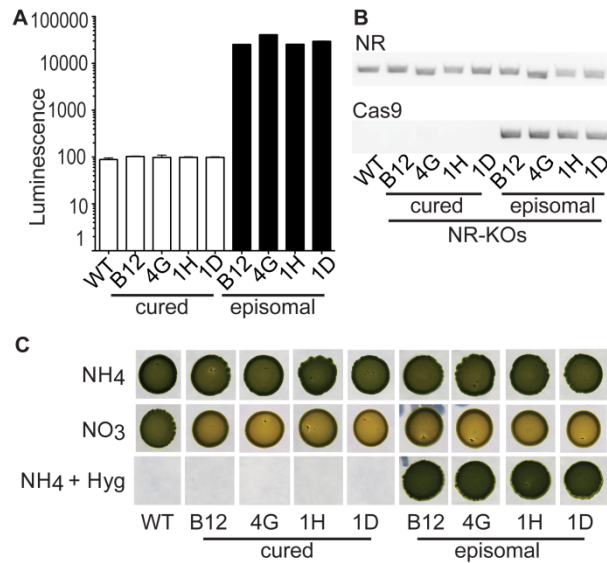 A
Luminescence
100000
10000
1000
100
10
1
WT B12 4G 1H 1D B12 4G 1H 1D
cured episomal
B
NR
Cas9
WT B12 4G 1H 1D B12 4G 1H 1D
cured episomal
NR-KOs
C
NH4
NO3
NH4 + Hyg
WT B12 4G 1H 1D B12 4G 1H 1D
cured episomal